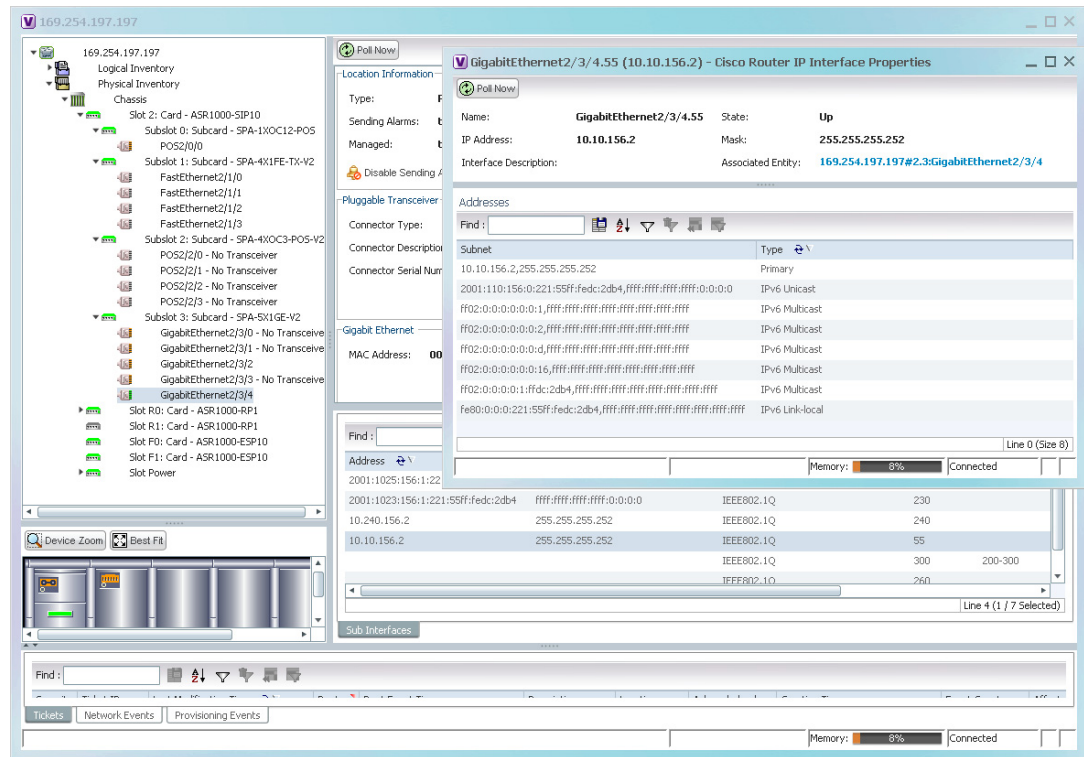 169.254.197.197
169.254.197.197
Logical Inventory
Physical Inventory
Chassis
Slot 2: Card - ASR1000-SIP10
Subslot 0: Subcard - SPA-1XOC12-POS
POS2/0/0
Subslot 1: Subcard - SPA-4X1FE-TX-V2
FastEthernet2/1/0
FastEthernet2/1/1
FastEthernet2/1/2
FastEthernet2/1/3
Subslot 2: Subcard - SPA-4XOC3-POS-V2
POS2/2/0 - No Transceiver
POS2/2/1 - No Transceiver
POS2/2/2 - No Transceiver
POS2/2/3 - No Transceiver
Subslot 3: Subcard - SPA-5X1GE-V2
GigabitEthernet2/3/0 - No Transceive
GigabitEthernet2/3/1 - No Transceive
GigabitEthernet2/3/2
GigabitEthernet2/3/3 - No Transceive
GigabitEthernet2/3/4
Slot R0: Card - ASR1000-RP1
Slot R1: Card - ASR1000-RP1
Slot F0: Card - ASR1000-ESP10
Slot F1: Card - ASR1000-ESP10
Slot Power
Device Zoom Best Fit
Poll Now
Location Information
Type:
Sending Alarms:
Managed:
Disable Sending A
Pluggable Transceiver
Connector Type:
Connector Description
Connector Serial Num
Gigabit Ethernet
MAC Address: 00
GigabitEthernet2/3/4.55 (10.10.156.2) - Cisco Router IP Interface Properties
Poll Now
Name: GigabitEthernet2/3/4.55 State: Up
IP Address: 10.10.156.2 Mask: 255.255.255.252
Interface Description: Associated Entity: 169.254.197.197#2.3:GigabitEthernet2/3/4
Addresses
Find :
Subnet Type
10.10.156.2,255.255.255.252 Primary
2001:110:156:0:221:55ff:fedc:2db4,ffff:ffff:ffff:ffff:0:0:0:0 IPv6 Unicast
ff02:0:0:0:0:0:0:1,ffff:ffff:ffff:ffff:ffff:ffff:ffff:ffff IPv6 Multicast
ff02:0:0:0:0:0:0:2,ffff:ffff:ffff:ffff:ffff:ffff:ffff:ffff IPv6 Multicast
ff02:0:0:0:0:0:0:d,ffff:ffff:ffff:ffff:ffff:ffff:ffff:ffff IPv6 Multicast
ff02:0:0:0:0:0:0:16,ffff:ffff:ffff:ffff:ffff:ffff:ffff:ffff IPv6 Multicast
ff02:0:0:0:0:1:ffdc:2db4,ffff:ffff:ffff:ffff:ffff:ffff:ffff:ffff IPv6 Multicast
fe80:0:0:0:221:55ff:fedc:2db4,ffff:ffff:ffff:ffff:ffff:ffff:ffff:ffff IPv6 Link-local
Line 0 (Size 8)
Memory: 8% Connected
Find :
Address
2001:1025:156:1:22
2001:1023:156:1:221:55ff:fedc:2db4 ffff:ffff:ffff:ffff:0:0:0:0 IEEE802.1Q 230
10.240.156.2 255.255.255.252 IEEE802.1Q 240
10.10.156.2 255.255.255.252 IEEE802.1Q 55
IEEE802.1Q 300 200-300
IEEE802.1Q 260
Line 4 (1 / 7 Selected)
Sub Interfaces
Find :
Tickets Network Events Provisioning Events
Memory: 8% Connected